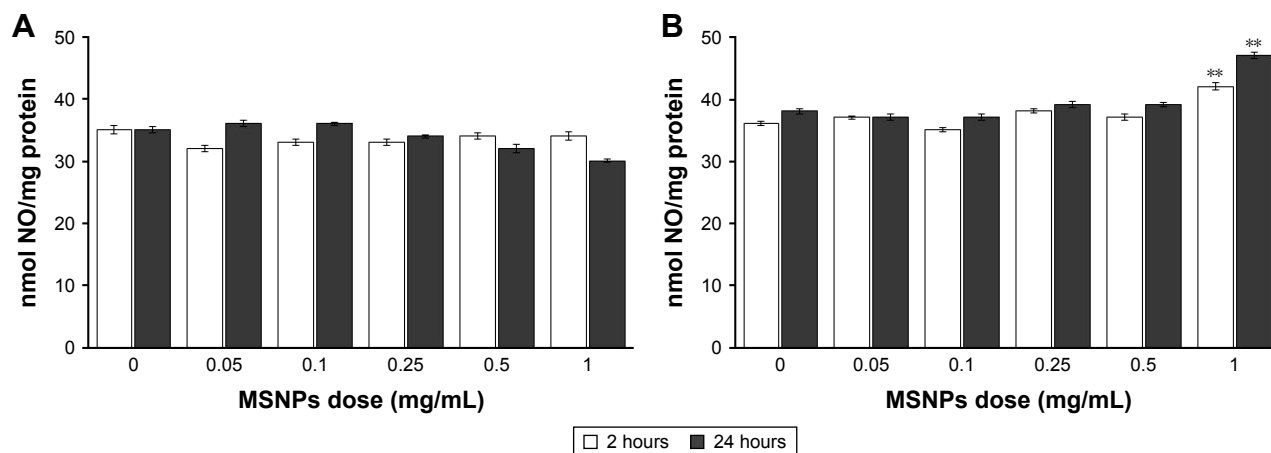 A
nmol NO/mg protein
50
40
30
20
10
0
0 0.05 0.1 0.25 0.5 1
MSNPs dose (mg/mL)
B
nmol NO/mg protein
50
40
30
20
10
0
** **
0 0.05 0.1 0.25 0.5 1
MSNPs dose (mg/mL)
2 hours 24 hours